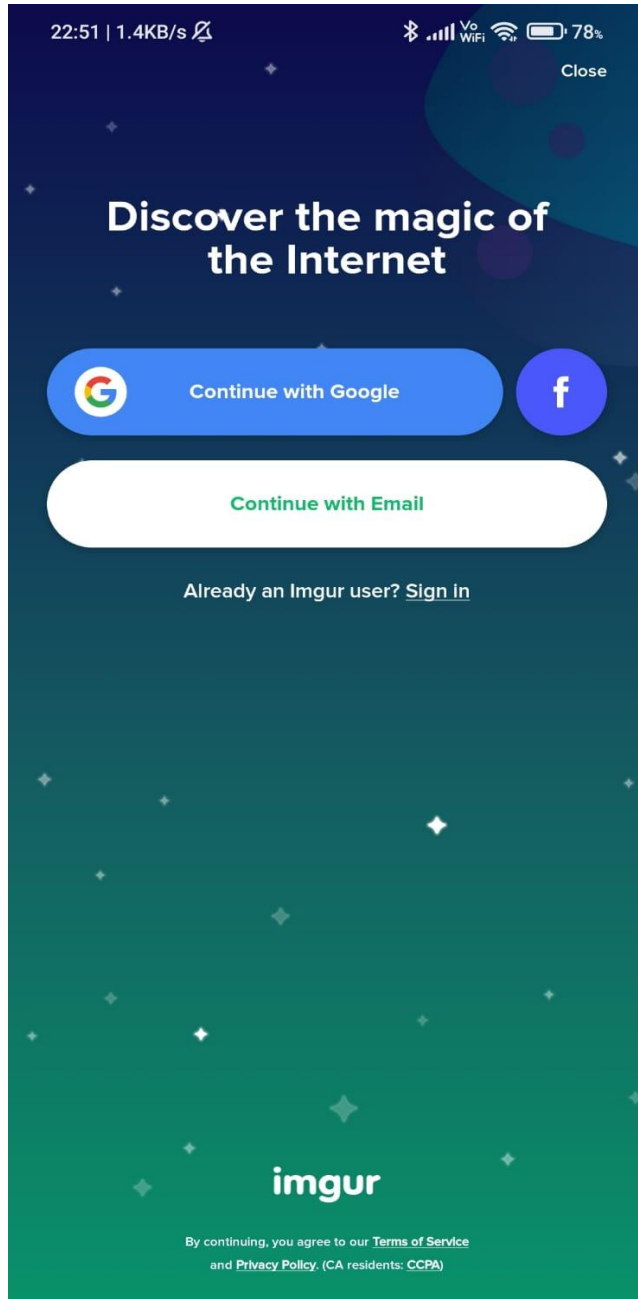 22:51 | 1.4KB/s Vo WiFi 78%
Close
Discover the magic of
the Internet
G Continue with Google f
Continue with Email
Already an Imgur user? Sign in
imgur
By continuing, you agree to our Terms of Service
and Privacy Policy. (CA residents: CCPA)